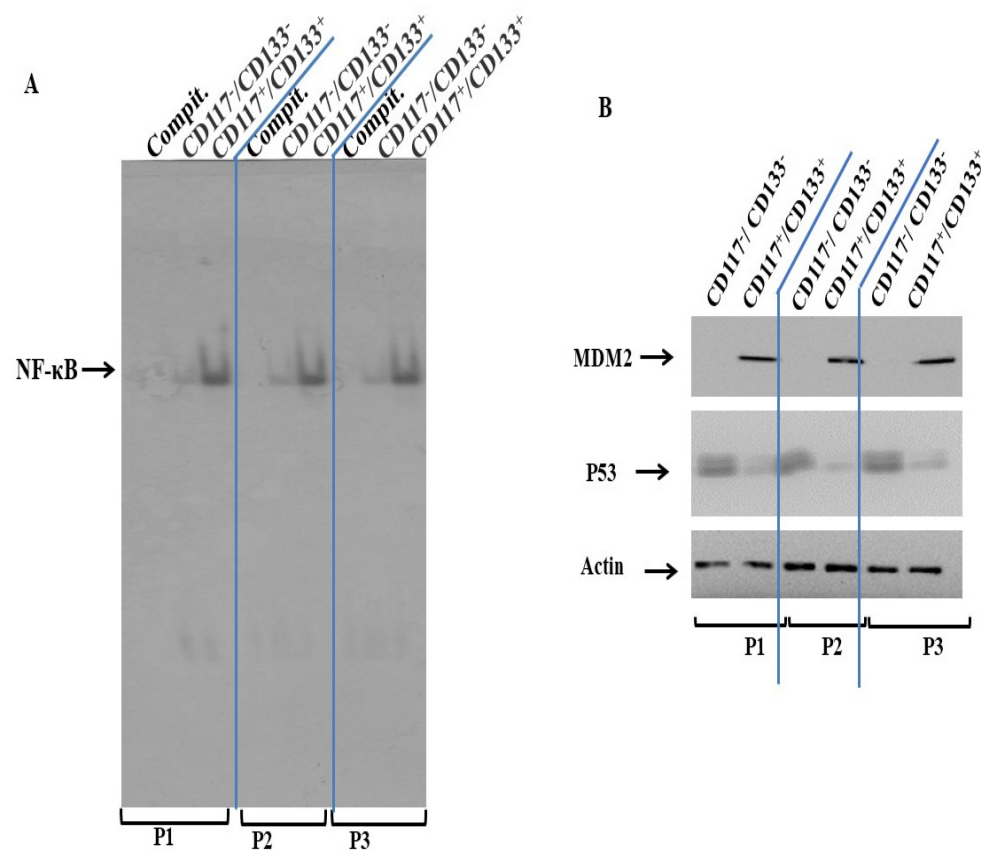 A
Compit.
CD117-/CD133-
CD117+/CD133+
Compit.
CD117-/CD133-
CD117+/CD133+
Compit.
CD117-/CD133-
CD117+/CD133+
NF-κB
P1
P2
P3
B
CD117-/ CD133-
CD117+/CD133+
CD117-/ CD133-
CD117+/CD133+
CD117-/ CD133-
CD117+/CD133+
MDM2
P53
Actin
P1
P2
P3